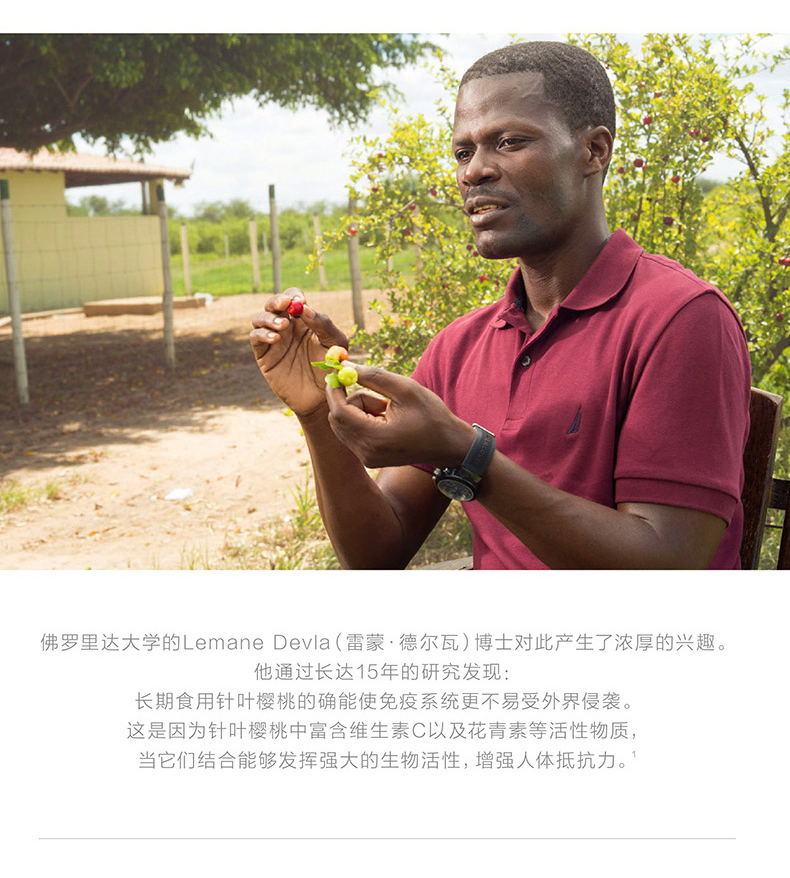 佛罗里达大学的Lemane Devla（雷蒙·德尔瓦）博士对此产生了浓厚的兴趣。
他通过长达15年的研究发现：
长期食用针叶樱桃的确能使免疫系统更不易受外界侵袭。
这是因为针叶樱桃中富含维生素C以及花青素等活性物质，
当它们结合能够发挥强大的生物活性，增强人体抵抗力。1